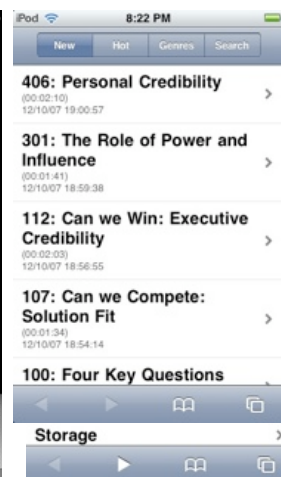 iPod 8:22 PM
New Hot Genres Search
406: Personal Credibility
(00:02:10)
12/10/07 19:00:57
301: The Role of Power and
Influence
(00:01:41)
12/10/07 18:59:38
112: Can we Win: Executive
Credibility
(00:02:03)
12/10/07 18:56:55
107: Can we Compete:
Solution Fit
(00:01:34)
12/10/07 18:54:14
100: Four Key Questions
Storage